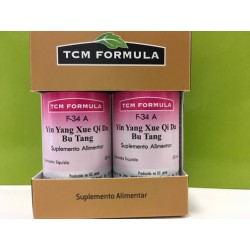 TCM FORMULA
TCM FORMULA
F-34 A
Yin Yang Xue Qi Da
Bu Tang
Suplemento Alimentar
TCM FORMULA
F-34 A
Yin Yang Xue Qi Da
Bu Tang
Suplemento Alimentar
Suplemento Alimentar